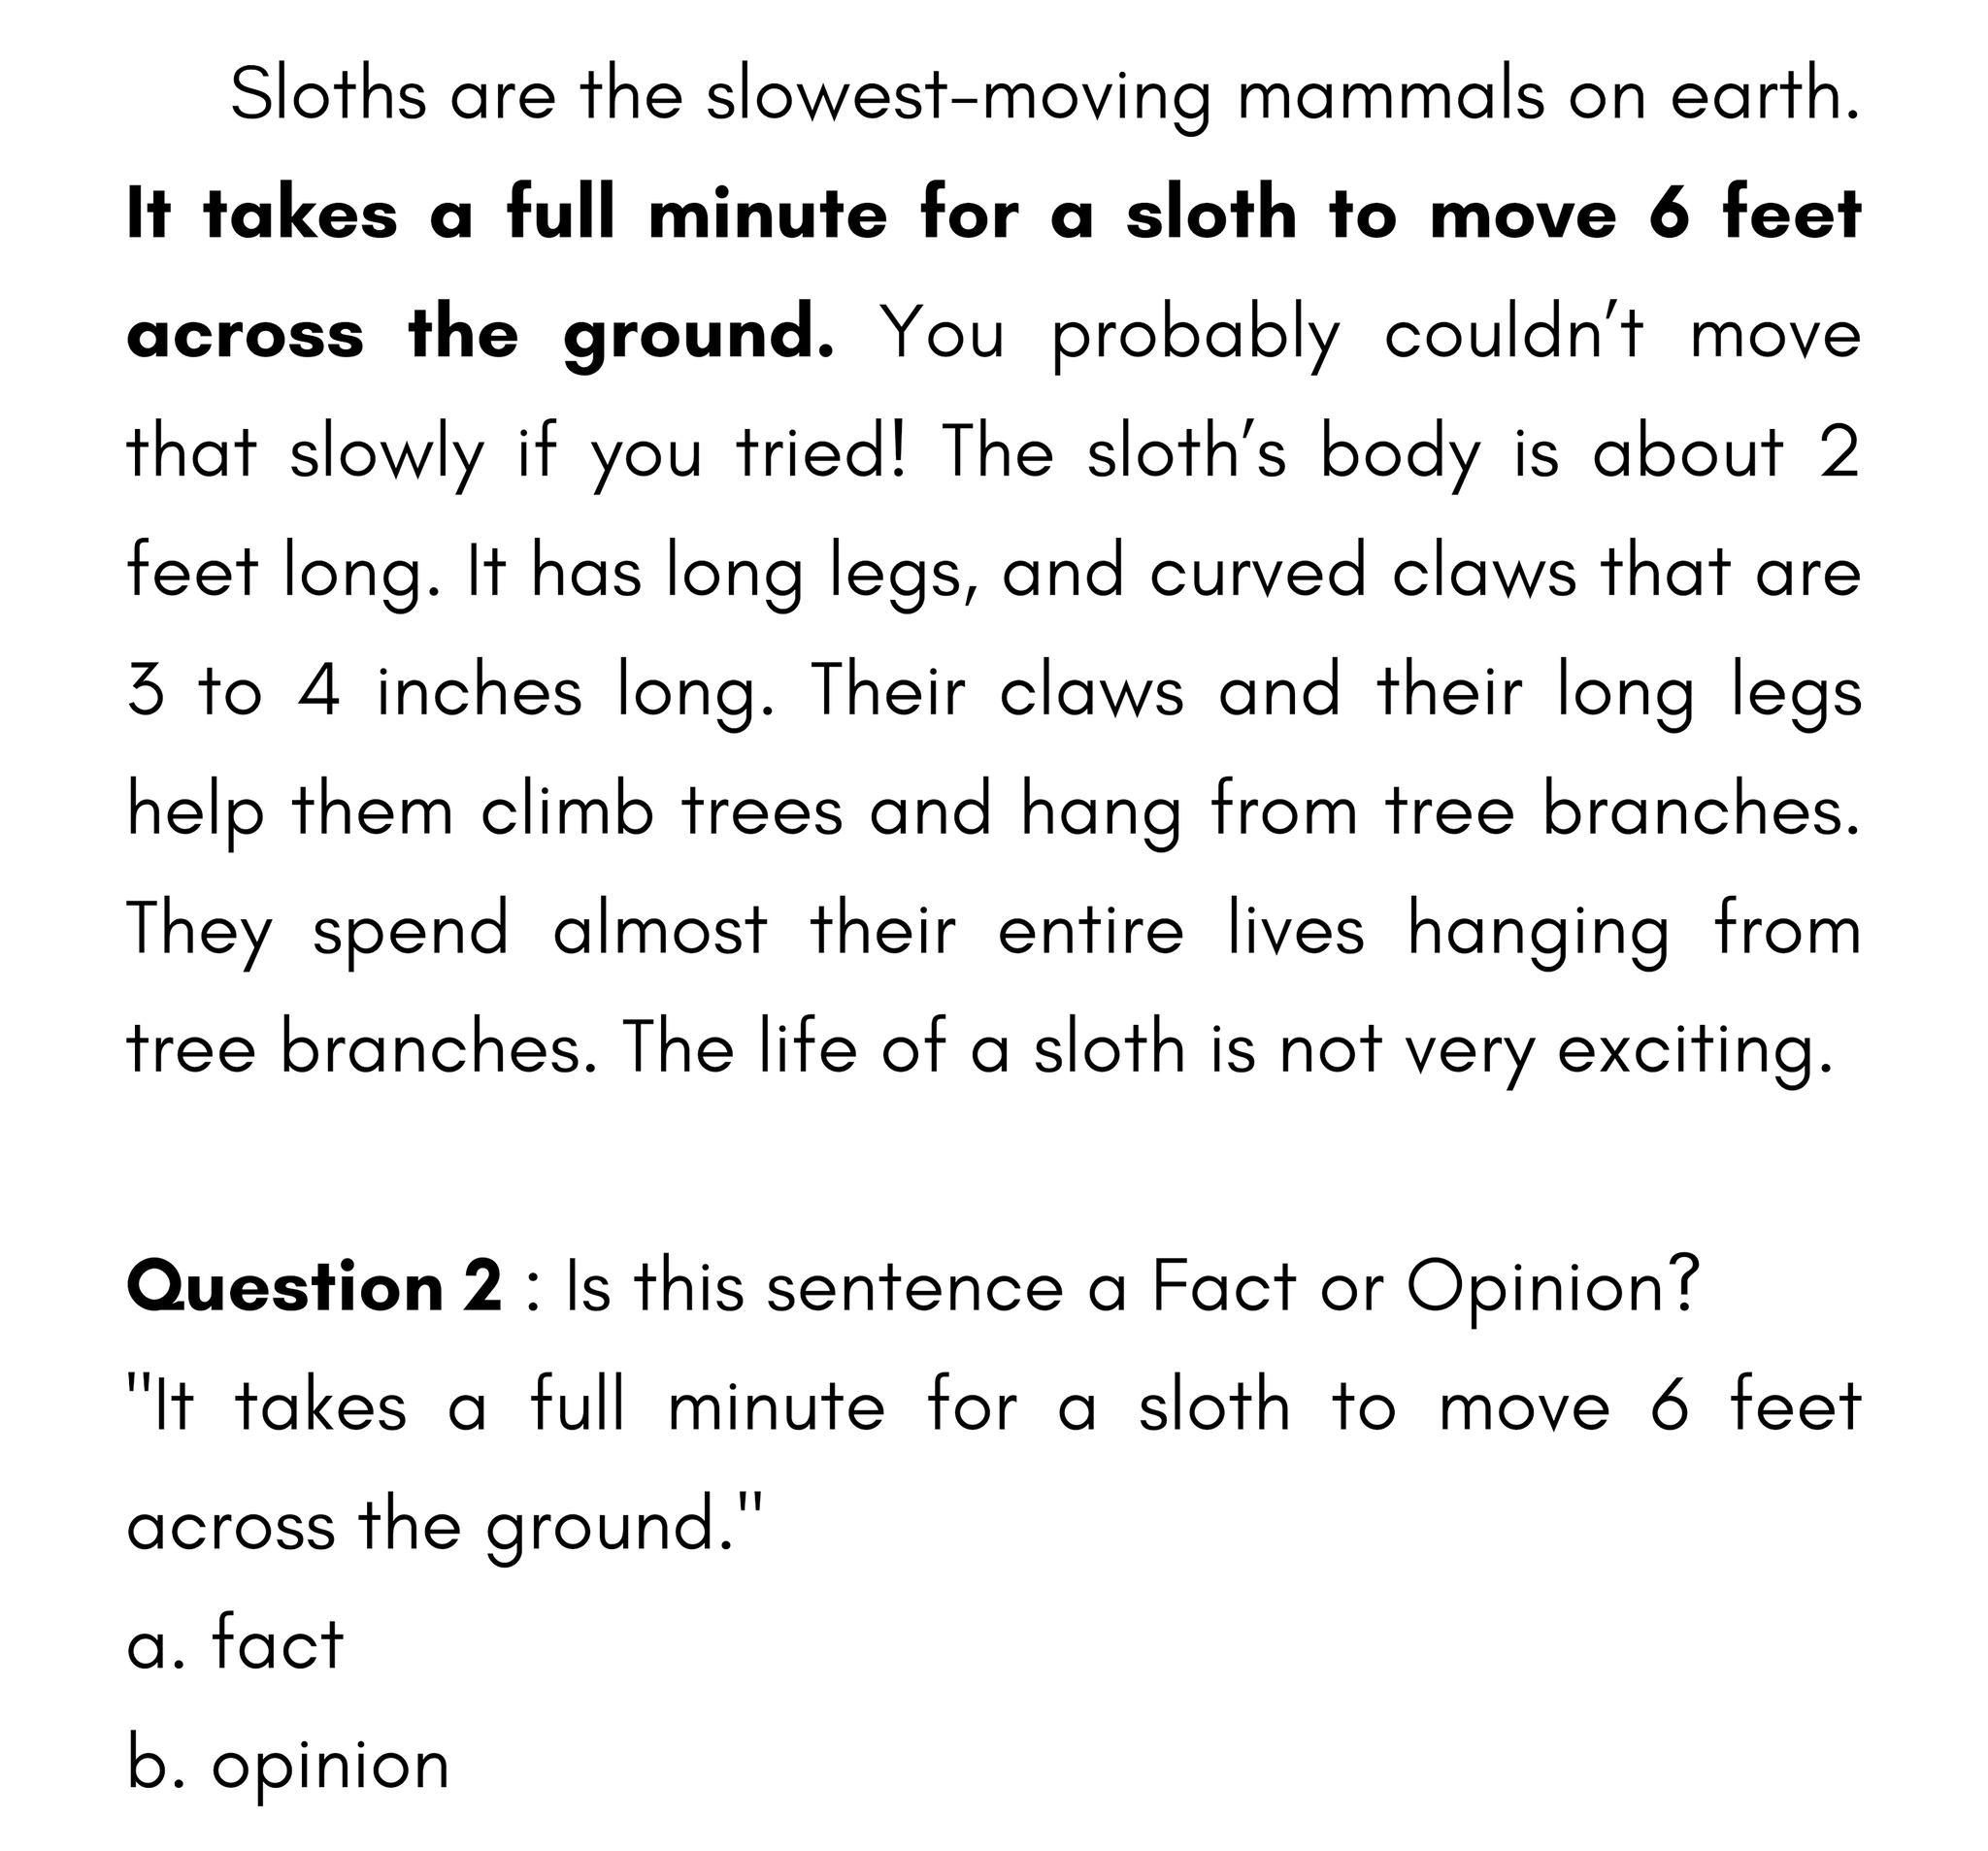 Sloths are the slowest-moving mammals on earth.
It takes a full minute for a sloth to move 6 feet
across the ground. You probably couldn’t move
that slowly if you tried! The sloth’s body is about 2
feet long. It has long legs, and curved claws that are
3 to 4 inches long. Their claws and their long legs
help them climb trees and hang from tree branches.
They spend almost their entire lives hanging from
tree branches. The life of a sloth is not very exciting.
Question 2 : Is this sentence a Fact or Opinion?
"It takes a full minute for a sloth to move 6 feet
across the ground."
a. fact
b. opinion